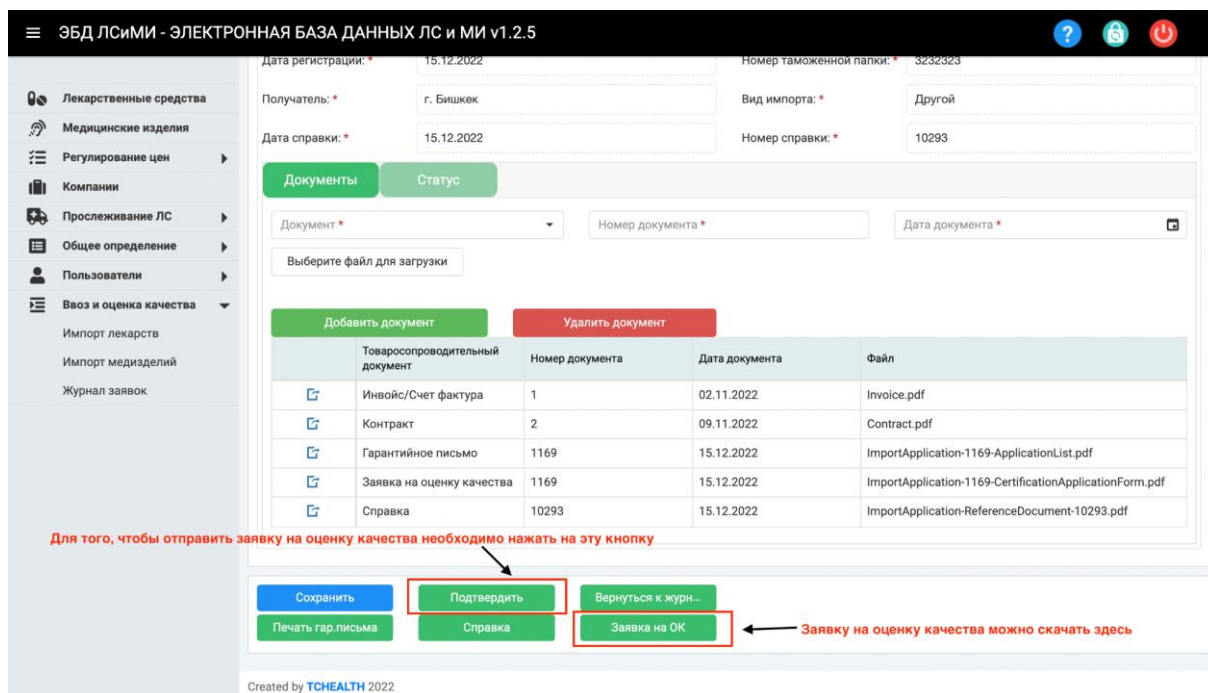 ЭБД ЛСиМИ - ЭЛЕКТРОННАЯ БАЗА ДАННЫХ ЛС и МИ v1.2.5
?
Лекарственные средства
Медицинские изделия
Регулирование цен
Компании
Прослеживание ЛС
Общее определение
Пользователи
Ввоз и оценка качества
Импорт лекарств
Импорт медизделий
Журнал заявок
Дата регистрации: * 15.12.2022 Номер таможенной папки: * 3232323
Получатель: * г. Бишкек Вид импорта: * Другой
Дата справки: * 15.12.2022 Номер справки: * 10293
Документы Статус
Документ * Номер документа * Дата документа *
Выберите файл для загрузки
Добавить документ Удалить документ
Товаросопроводительный
документ Номер документа Дата документа Файл
Инвойс/Счет фактура 1 02.11.2022 Invoice.pdf
Контракт 2 09.11.2022 Contract.pdf
Гарантийное письмо 1169 15.12.2022 ImportApplication-1169-ApplicationList.pdf
Заявка на оценку качества 1169 15.12.2022 ImportApplication-1169-CertificationApplicationForm.pdf
Справка 10293 15.12.2022 ImportApplication-ReferenceDocument-10293.pdf
Для того, чтобы отправить заявку на оценку качества необходимо нажать на эту кнопку
Сохранить Подтвердить Вернуться к журн...
Печать гар.письма Справка Заявка на ОК
Заявку на оценку качества можно скачать здесь
Created by TCHEALTH 2022